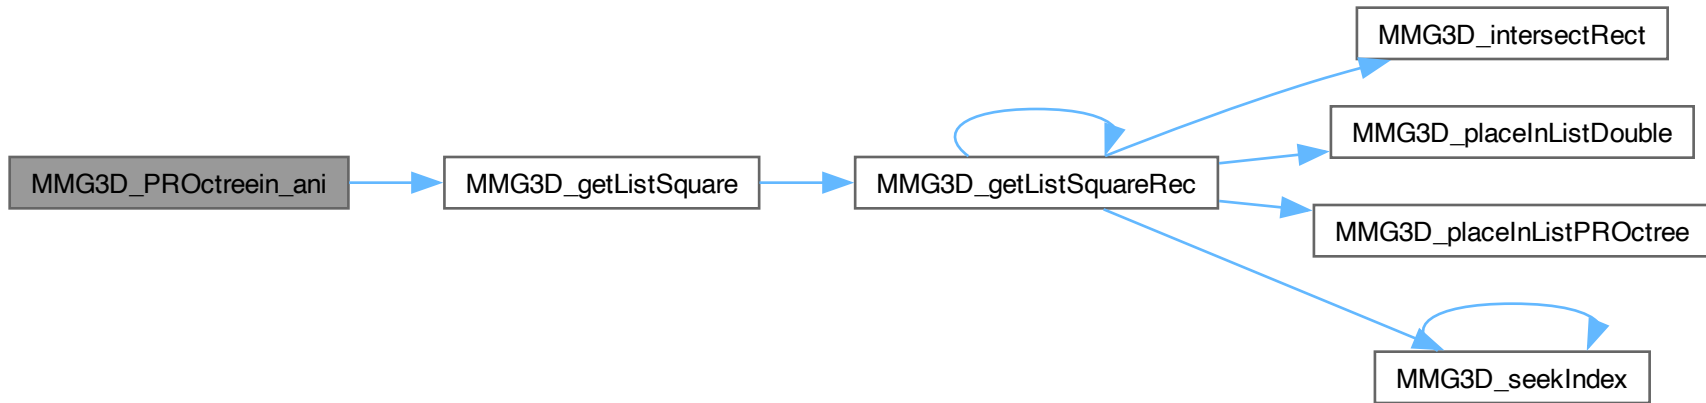 MMG3D_PROctreein_ani
MMG3D_getListSquare
MMG3D_getListSquareRec
MMG3D_intersectRect
MMG3D_placeInListDouble
MMG3D_placeInListPROctree
MMG3D_seekIndex